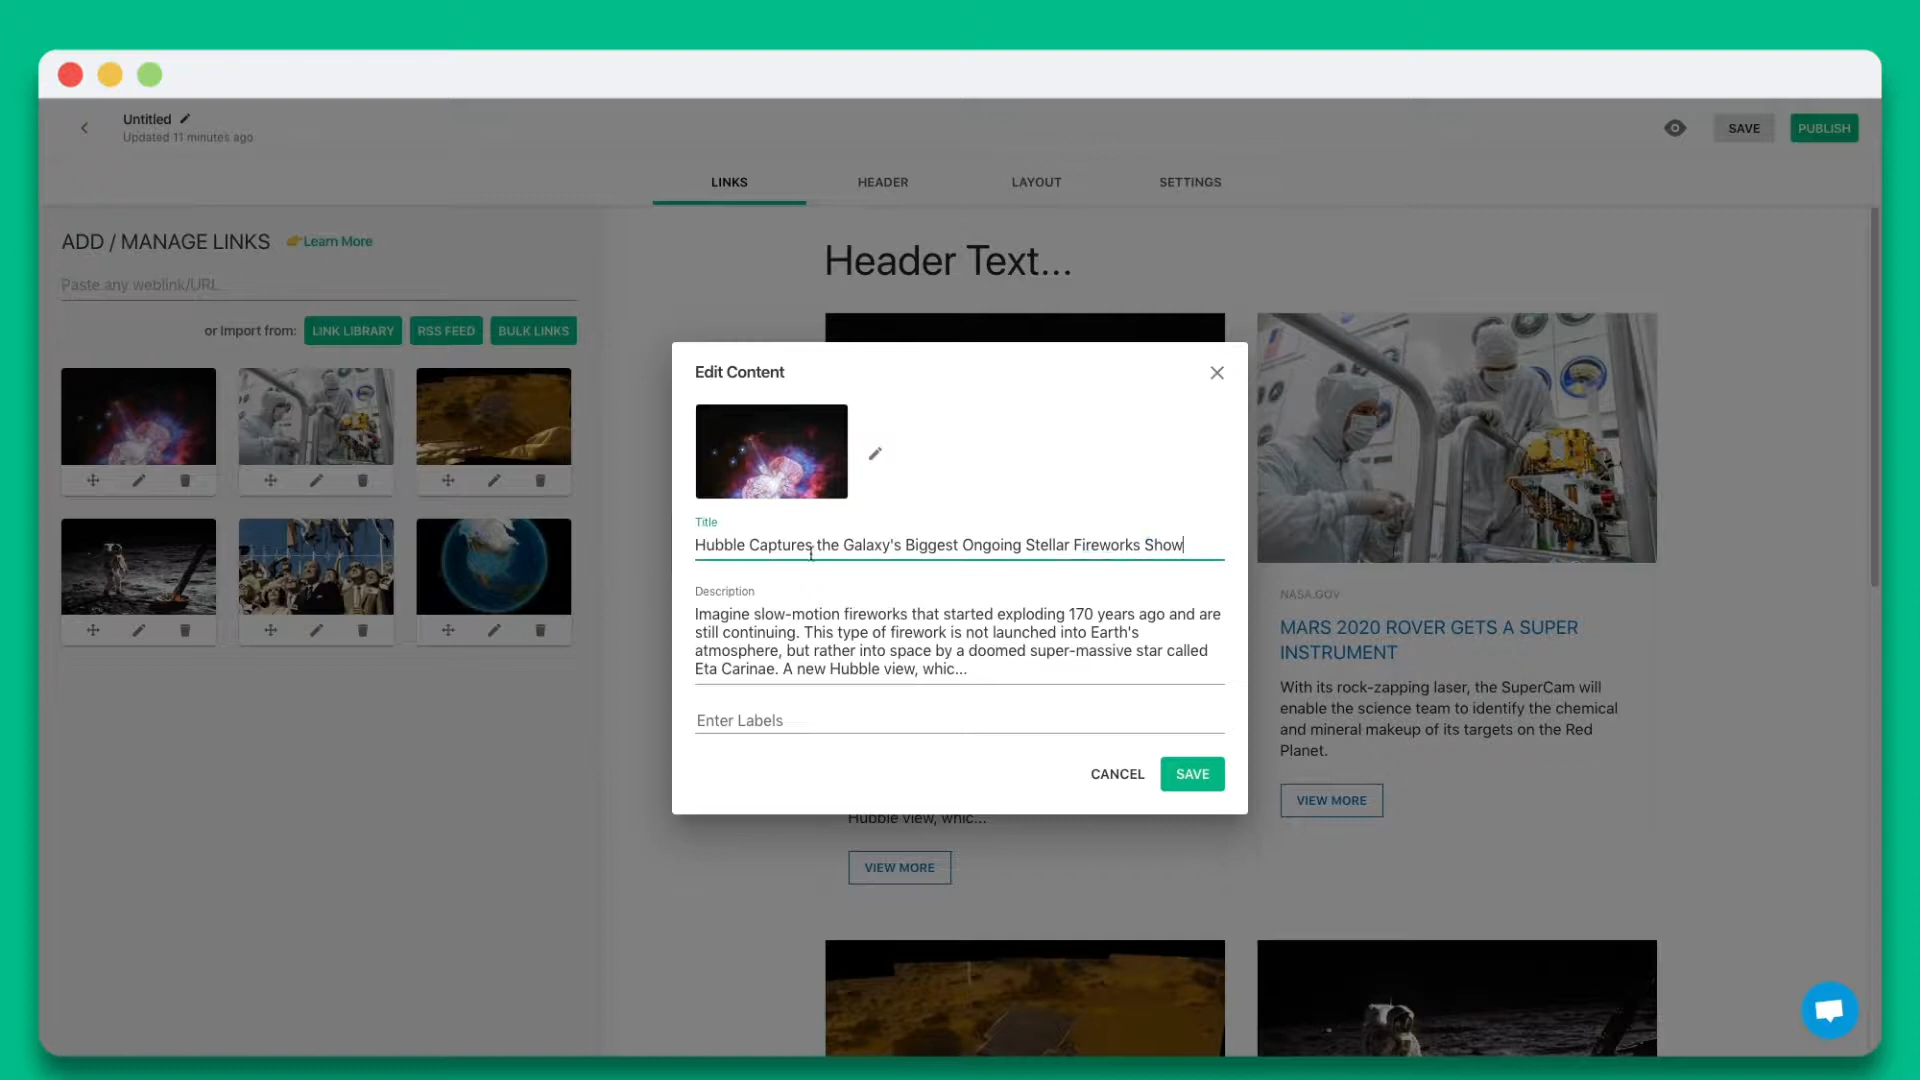 Untitled
Updated 11 minutes ago
SAVE
PUBLISH
LINKS
HEADER
LAYOUT
SETTINGS
ADD / MANAGE LINKS
👉Learn More
Paste any weblink/URL...
or Import from:
LINK LIBRARY
RSS FEED
BULK LINKS
Header Text...
Edit Content
Title
Hubble Captures the Galaxy's Biggest Ongoing Stellar Fireworks Show
Description
Imagine slow-motion fireworks that started exploding 170 years ago and are
still continuing. This type of firework is not launched into Earth's
atmosphere, but rather into space by a doomed super-massive star called
Eta Carinae. A new Hubble view, whic...
Enter Labels
CANCEL
SAVE
Hubble view, whic...
VIEW MORE
NASA.GOV
MARS 2020 ROVER GETS A SUPER
INSTRUMENT
With its rock-zapping laser, the SuperCam will
enable the science team to identify the chemical
and mineral makeup of its targets on the Red
Planet.
VIEW MORE